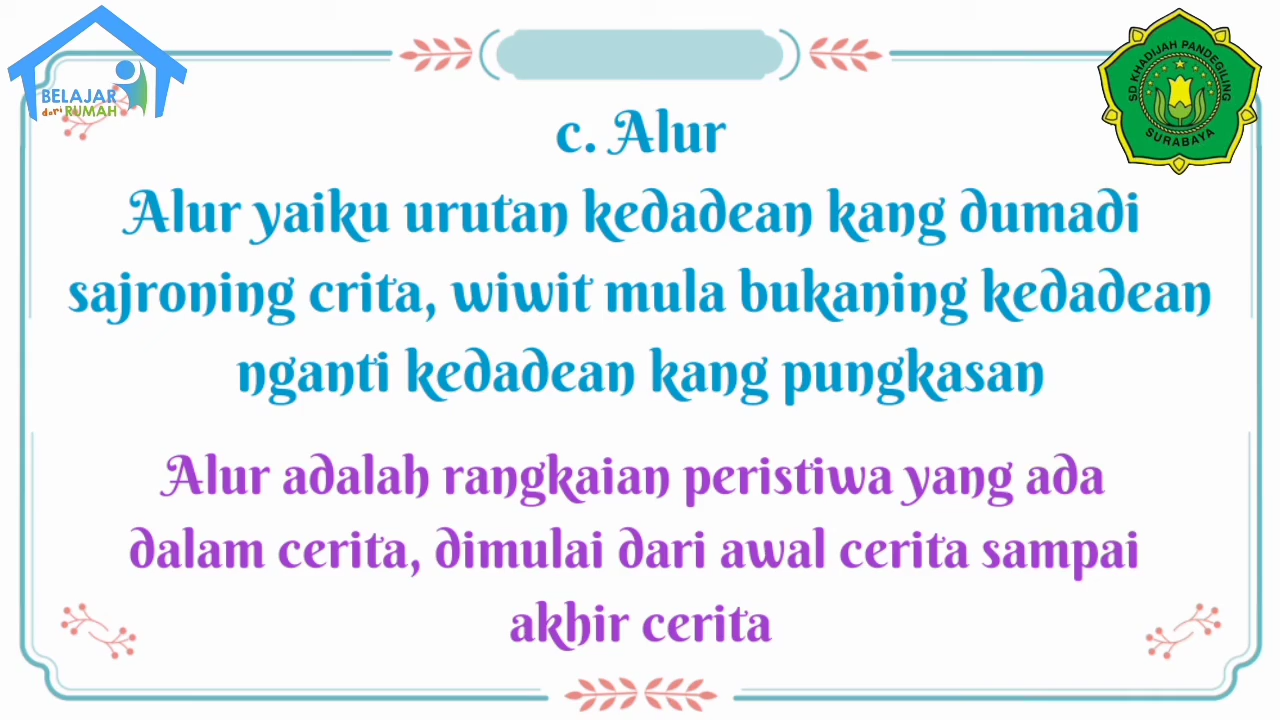 BELAJAR
dari RUMAH
SD KHADIJAH PANDEGILING
SURABAYA
c. Alur
Alur yaiku urutan kedadean kang dumadi
sajroning crita, wiwit mula bukaning kedadean
nganti kedadean kang pungkasan
Alur adalah rangkaian peristiwa yang ada
dalam cerita, dimulai dari awal cerita sampai
akhir cerita